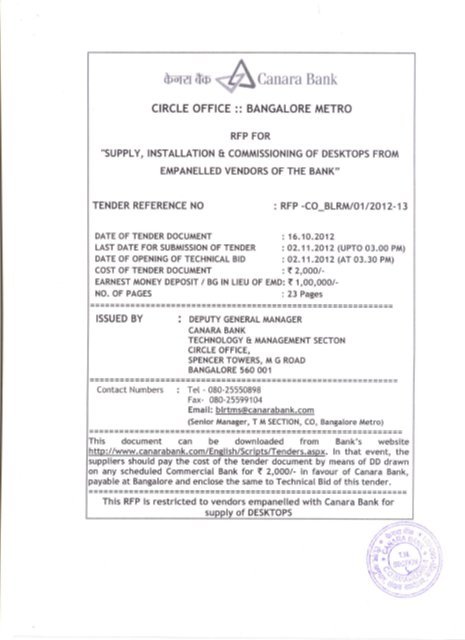 केनरा बैंक Canara Bank
CIRCLE OFFICE :: BANGALORE METRO
RFP FOR
"SUPPLY, INSTALLATION & COMMISSIONING OF DESKTOPS FROM
EMPANELLED VENDORS OF THE BANK"
TENDER REFERENCE NO : RFP -CO_BLRM/01/2012-13
DATE OF TENDER DOCUMENT : 16.10.2012
LAST DATE FOR SUBMISSION OF TENDER : 02.11.2012 (UPTO 03.00 PM)
DATE OF OPENING OF TECHNICAL BID : 02.11.2012 (AT 03.30 PM)
COST OF TENDER DOCUMENT : ₹ 2,000/-
EARNEST MONEY DEPOSIT / BG IN LIEU OF EMD: ₹ 1,00,000/-
NO. OF PAGES : 23 Pages
ISSUED BY : DEPUTY GENERAL MANAGER
CANARA BANK
TECHNOLOGY & MANAGEMENT SECTON
CIRCLE OFFICE,
SPENCER TOWERS, M G ROAD
BANGALORE 560 001
Contact Numbers : Tel - 080-25550898
Fax- 080-25599104
Email: blrtms@canarabank.com
(Senior Manager, T M SECTION, CO, Bangalore Metro)
This document can be downloaded from Bank's website
http://www.canarabank.com/English/Scripts/Tenders.aspx. In that event, the
suppliers should pay the cost of the tender document by means of DD drawn
on any scheduled Commercial Bank for ₹ 2,000/- in favour of Canara Bank,
payable at Bangalore and enclose the same to Technical Bid of this tender.
This RFP is restricted to vendors empanelled with Canara Bank for
supply of DESKTOPS
CANARA BANK